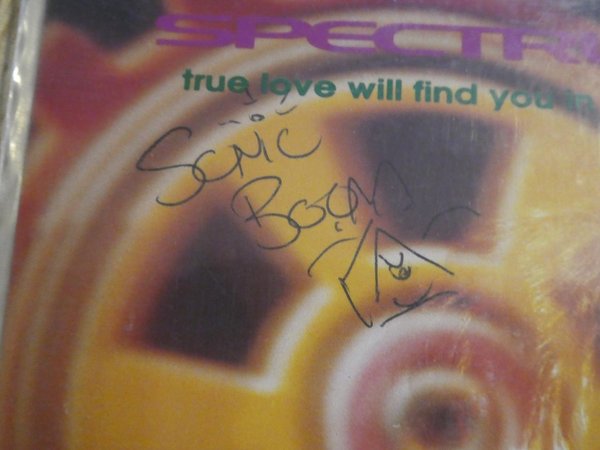 SPECTR
true love will find you in
SONIC
BOOM